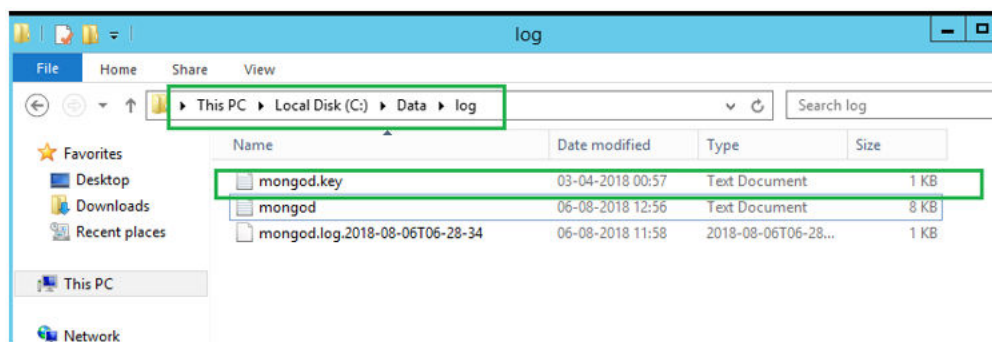 log
File Home Share View
This PC Local Disk (C:) Data log Search log
Favorites
Desktop
Downloads
Recent places
This PC
Network
Name Date modified Type Size
mongod.key 03-04-2018 00:57 Text Document 1 KB
mongod 06-08-2018 12:56 Text Document 8 KB
mongod.log.2018-08-06T06-28-34 06-08-2018 11:58 2018-08-06T06-28... 1 KB